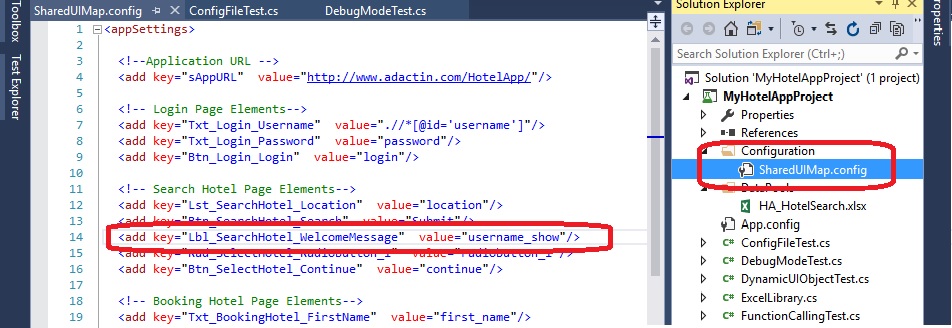 Toolbox
Test Explorer
SharedUIMap.config
ConfigFileTest.cs
DebugModeTest.cs
1 <appSettings>
2
3 <!--Application URL -->
4 <add key="sAppURL" value="http://www.adactin.com/HotelApp/"/>
5
6 <!-- Login Page Elements-->
7 <add key="Txt_Login_Username" value=".//*[@id='username']"/>
8 <add key="Txt_Login_Password" value="password"/>
9 <add key="Btn_Login_Login" value="login"/>
10
11 <!-- Search Hotel Page Elements-->
12 <add key="Lst_SearchHotel_Location" value="location"/>
13 <add key="Btn_SearchHotel_Search" value="Submit"/>
14 <add key="Lbl_SearchHotel_WelcomeMessage" value="username_show"/>
15 <add key="Rad_SelectHotel_RadioButton_1" value="radiobutton_1"/>
16 <add key="Btn_SelectHotel_Continue" value="continue"/>
17
18 <!-- Booking Hotel Page Elements-->
19 <add key="Txt_BookingHotel_FirstName" value="first_name"/>
Solution Explorer
Search Solution Explorer (Ctrl+;)
Solution 'MyHotelAppProject' (1 project)
MyHotelAppProject
Properties
References
Configuration
SharedUIMap.config
DataPools
HA_HotelSearch.xlsx
App.config
ConfigFileTest.cs
DebugModeTest.cs
DynamicUIObjectTest.cs
ExcelLibrary.cs
FunctionCallingTest.cs
Properties